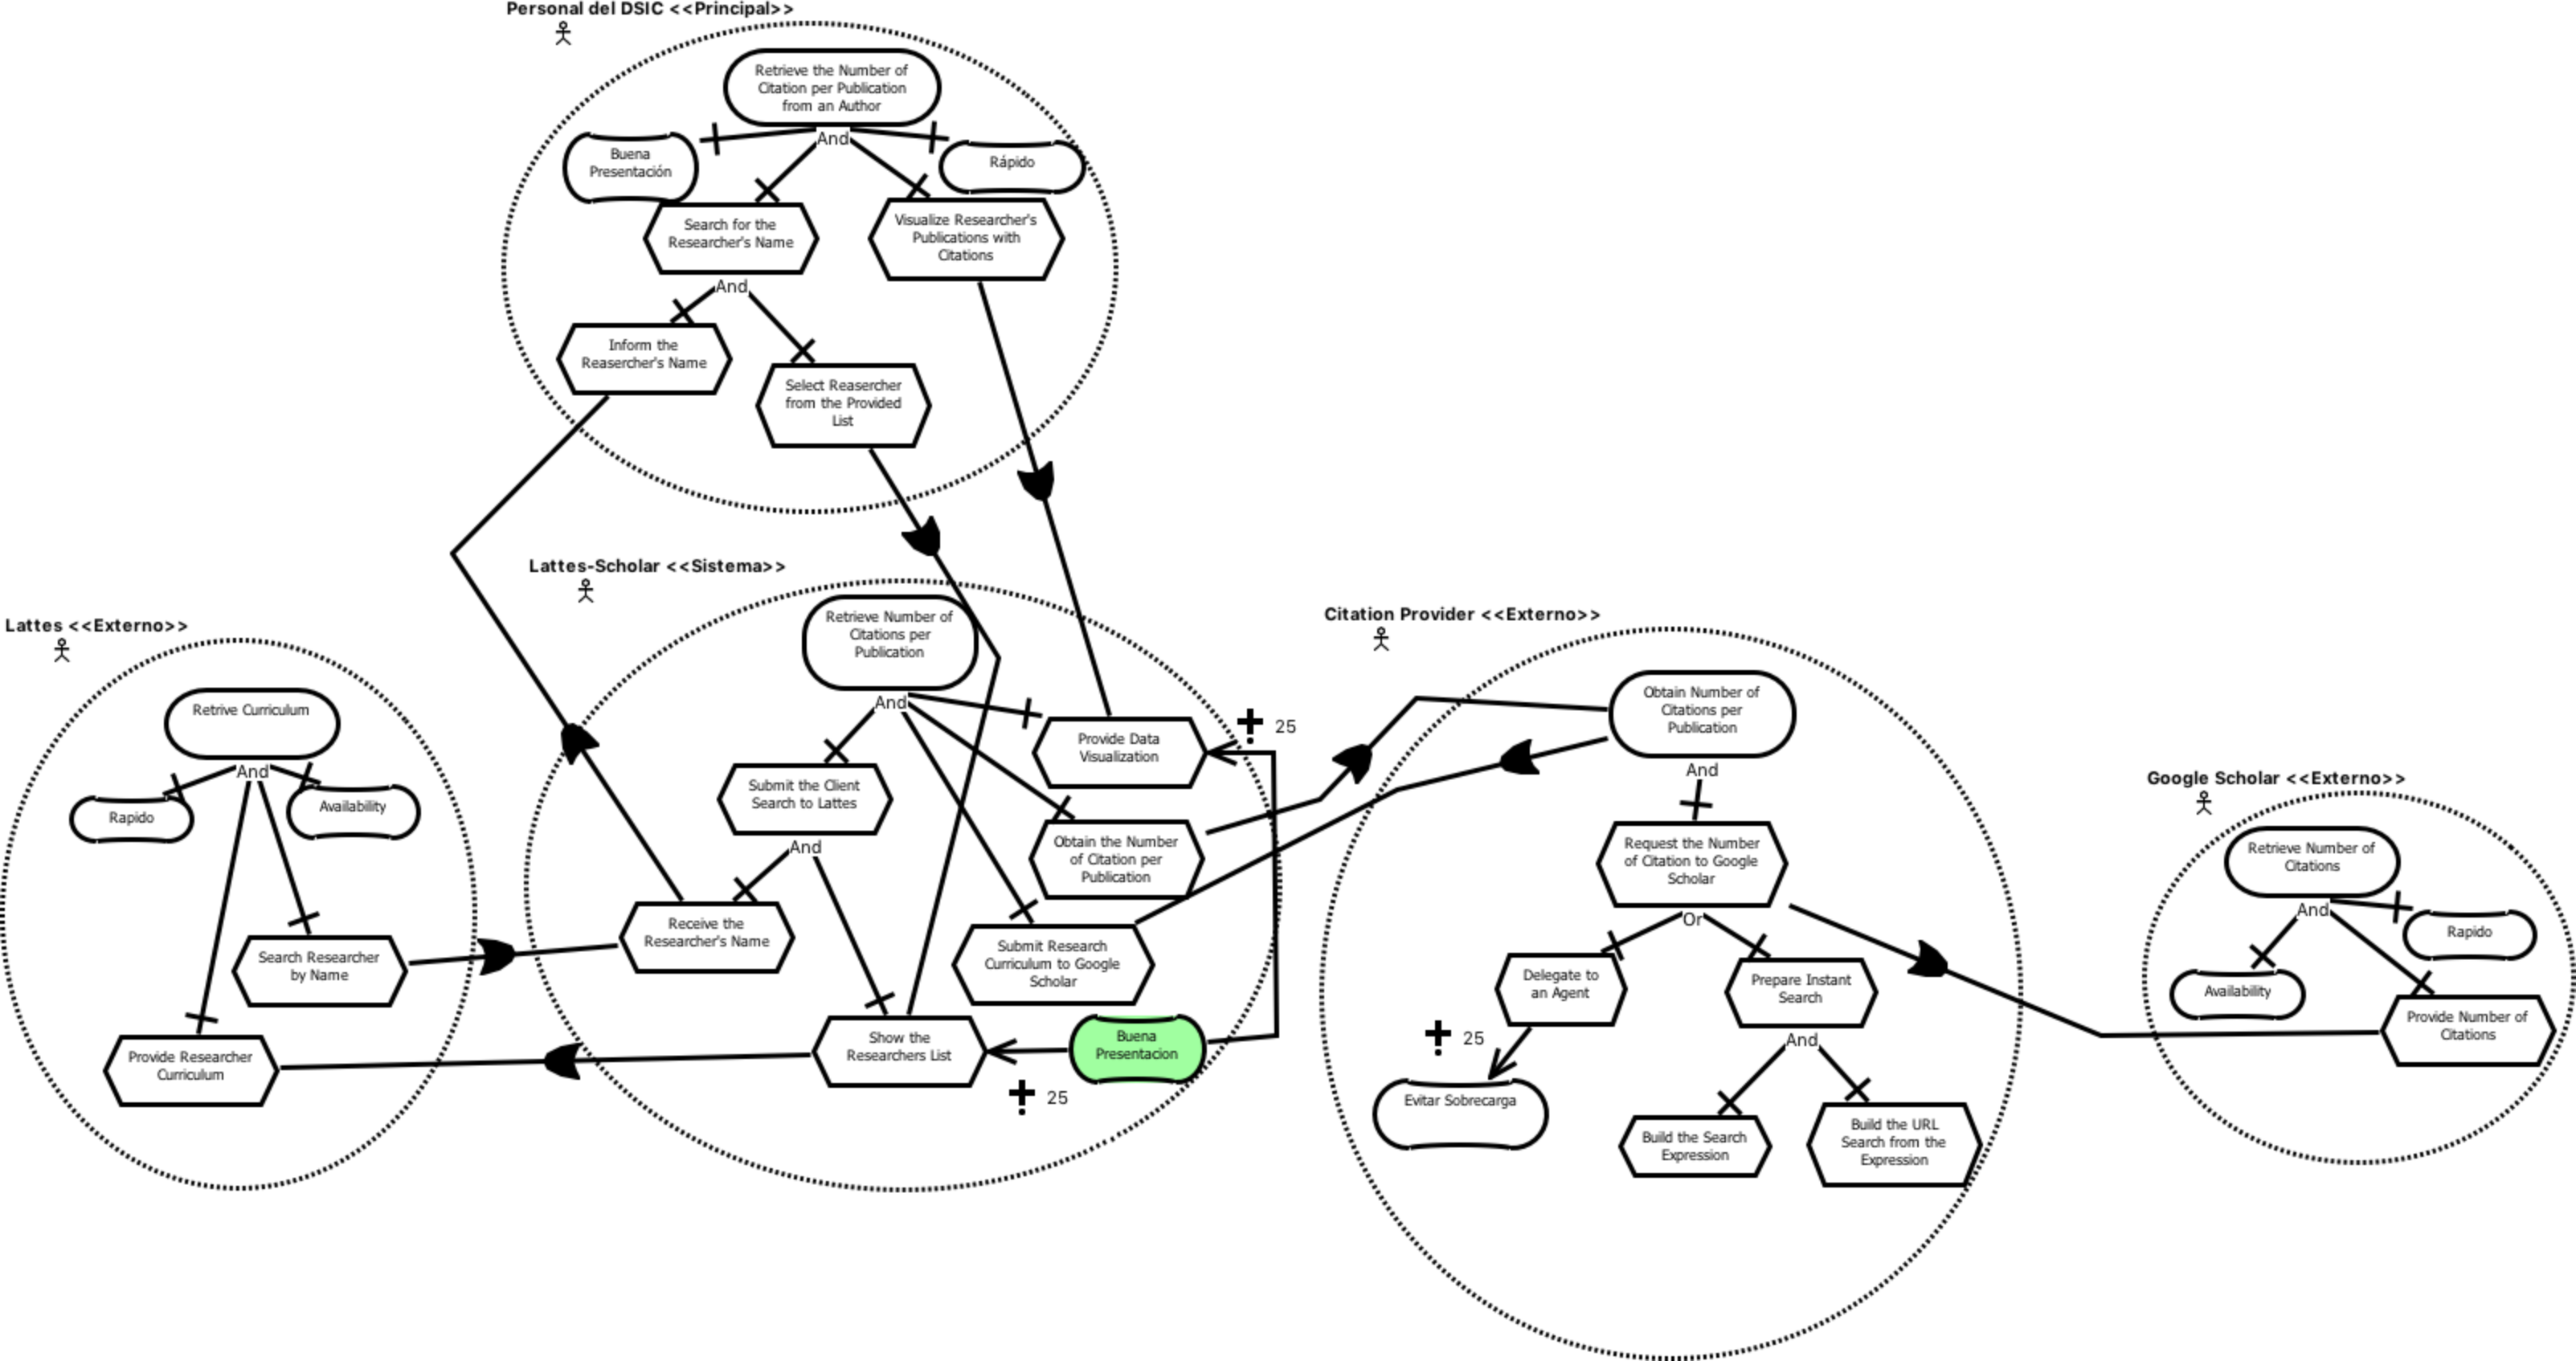 Personal del DSIC <<Principal>>
Retrieve the Number of
Citation per Publication
from an Author
And
Buena
Presentación
Rápido
Search for the
Researcher's Name
Visualize Researcher's
Publications with
Citations
And
Inform the
Reasercher's Name
Select Reasercher
from the Provided
List
Lattes-Scholar <<Sistema>>
Retrieve Number of
Citations per
Publication
And
Provide Data
Visualization
25
Submit the Client
Search to Lattes
And
Obtain the Number
of Citation per
Publication
Receive the
Researcher's Name
Submit Research
Curriculum to Google
Scholar
Show the
Researchers List
Buena
Presentacion
25
Lattes <<Externo>>
Retrive Curriculum
And
Rapido
Availability
Search Researcher
by Name
Provide Researcher
Curriculum
Citation Provider <<Externo>>
Obtain Number of
Citations per
Publication
And
Request the Number
of Citation to Google
Scholar
Or
Delegate to
an Agent
Prepare Instant
Search
25
And
Evitar Sobrecarga
Build the Search
Expression
Build the URL
Search from the
Expression
Google Scholar <<Externo>>
Retrieve Number of
Citations
And
Rapido
Availability
Provide Number of
Citations